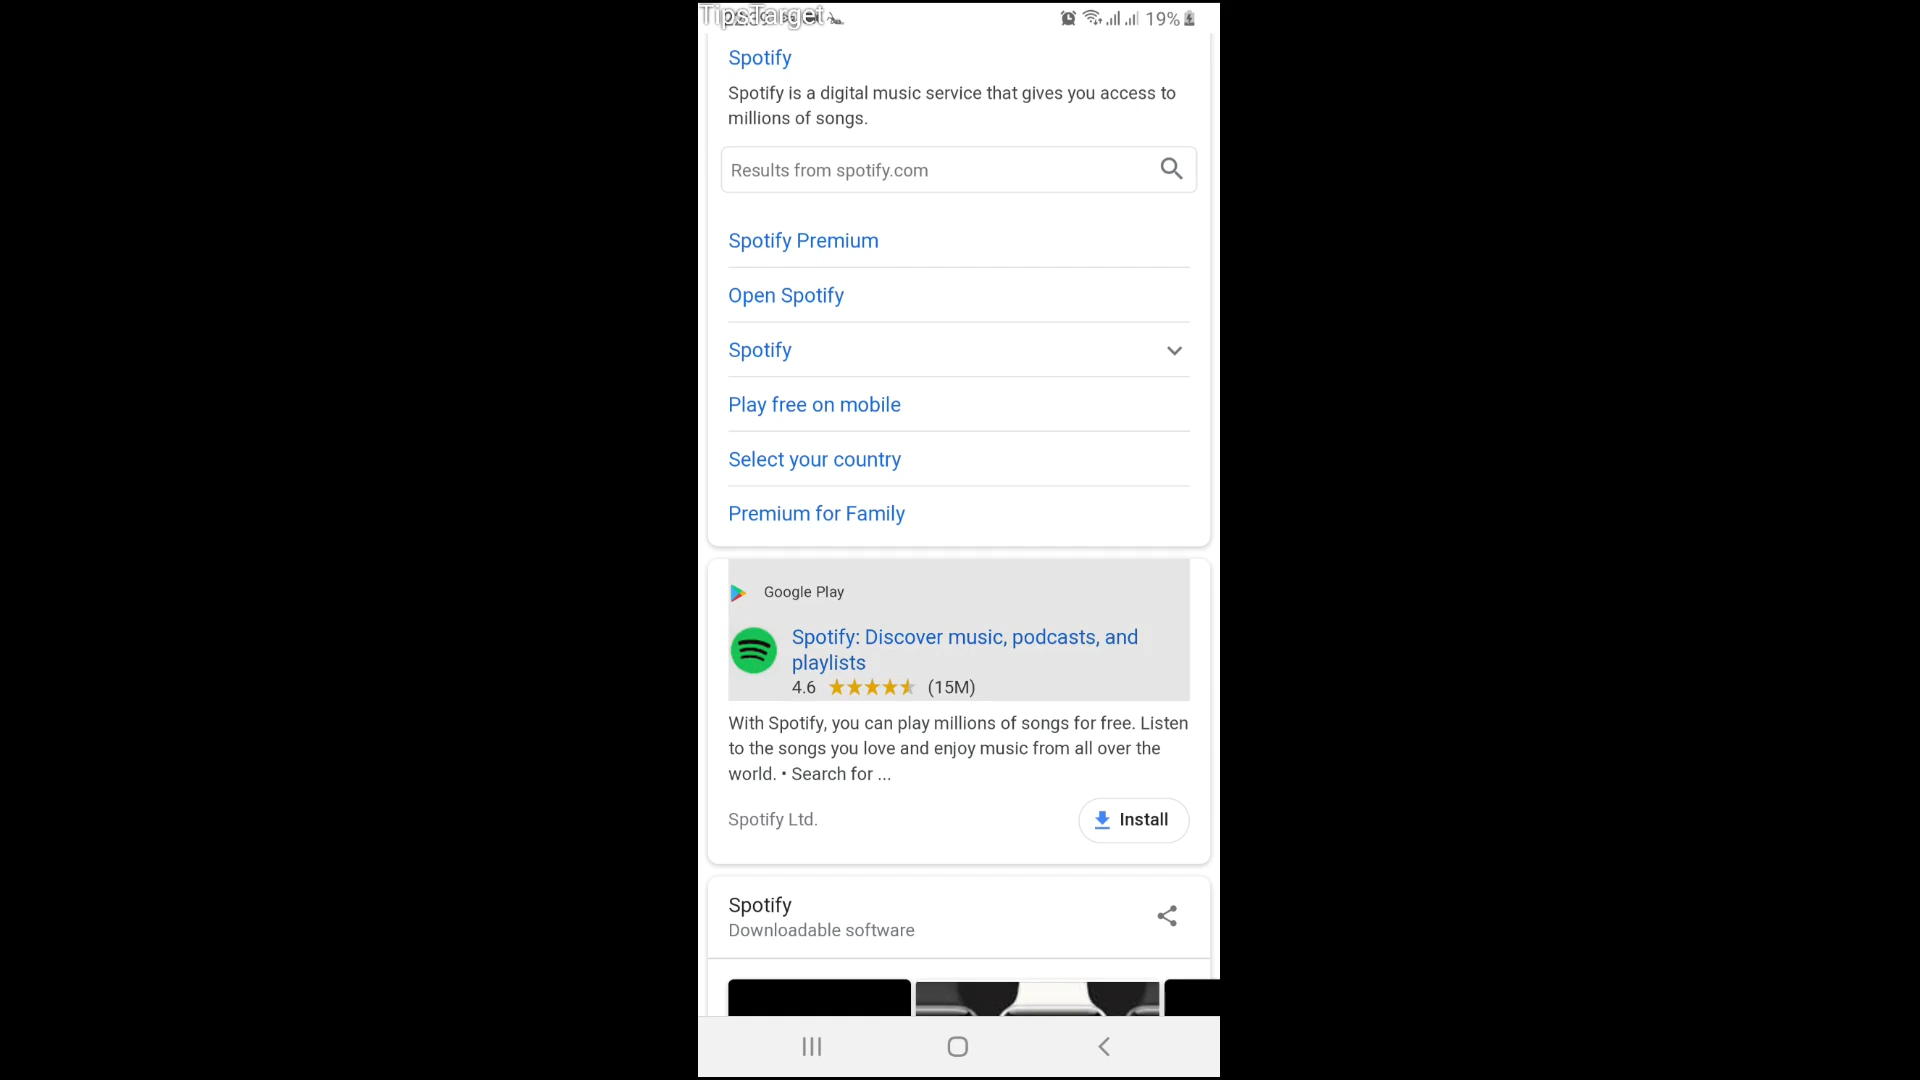 TipsTarget
19%
Spotify
Spotify is a digital music service that gives you access to
millions of songs.
Results from spotify.com
Spotify Premium
Open Spotify
Spotify
Play free on mobile
Select your country
Premium for Family
Google Play
Spotify: Discover music, podcasts, and
playlists
4.6 (15M)
With Spotify, you can play millions of songs for free. Listen
to the songs you love and enjoy music from all over the
world. • Search for ...
Spotify Ltd.
Install
Spotify
Downloadable software